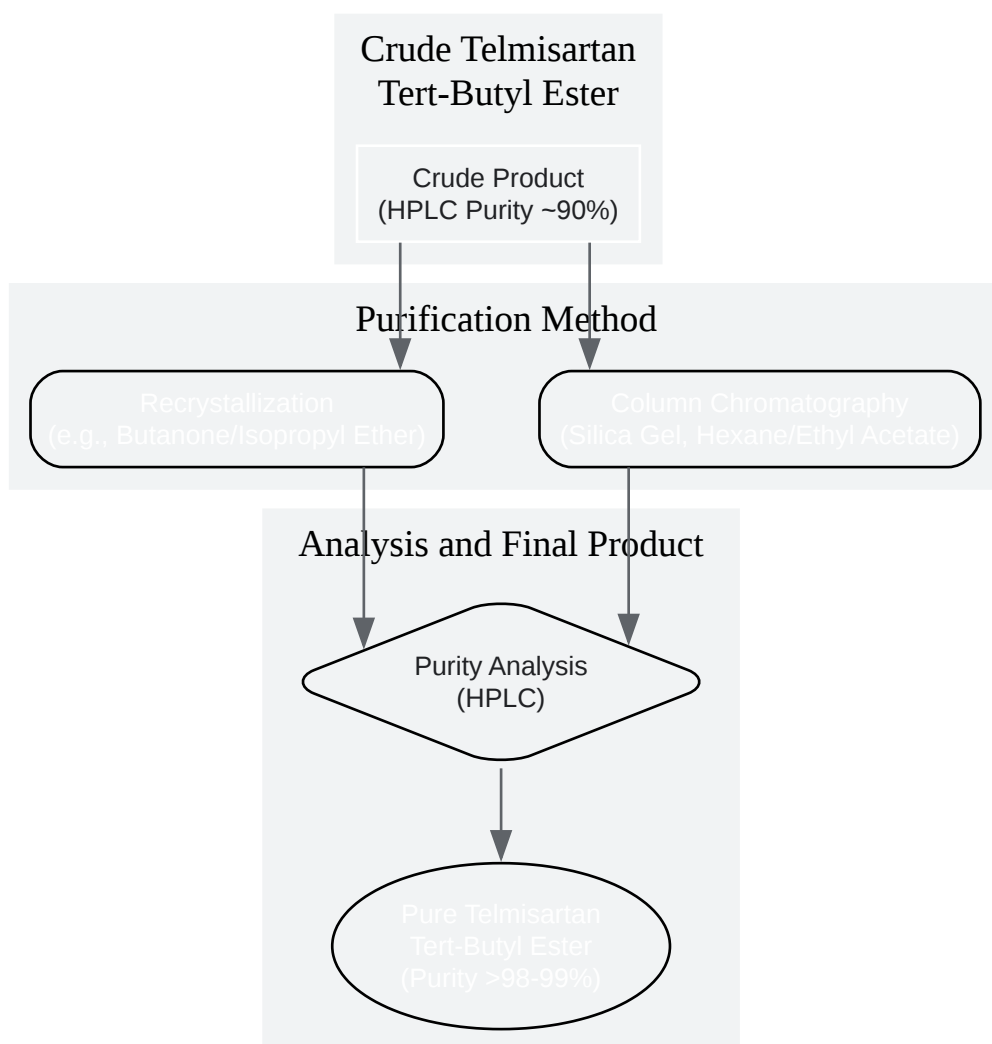 Crude Telmisartan
Tert-Butyl Ester
Crude Product
(HPLC Purity ~90%)
Purification Method
Recrystallization
(e.g., Butanone/Isopropyl Ether)
Column Chromatography
(Silica Gel, Hexane/Ethyl Acetate)
Analysis and Final Product
Purity Analysis
(HPLC)
Pure Telmisartan
Tert-Butyl Ester
(Purity >98-99%)